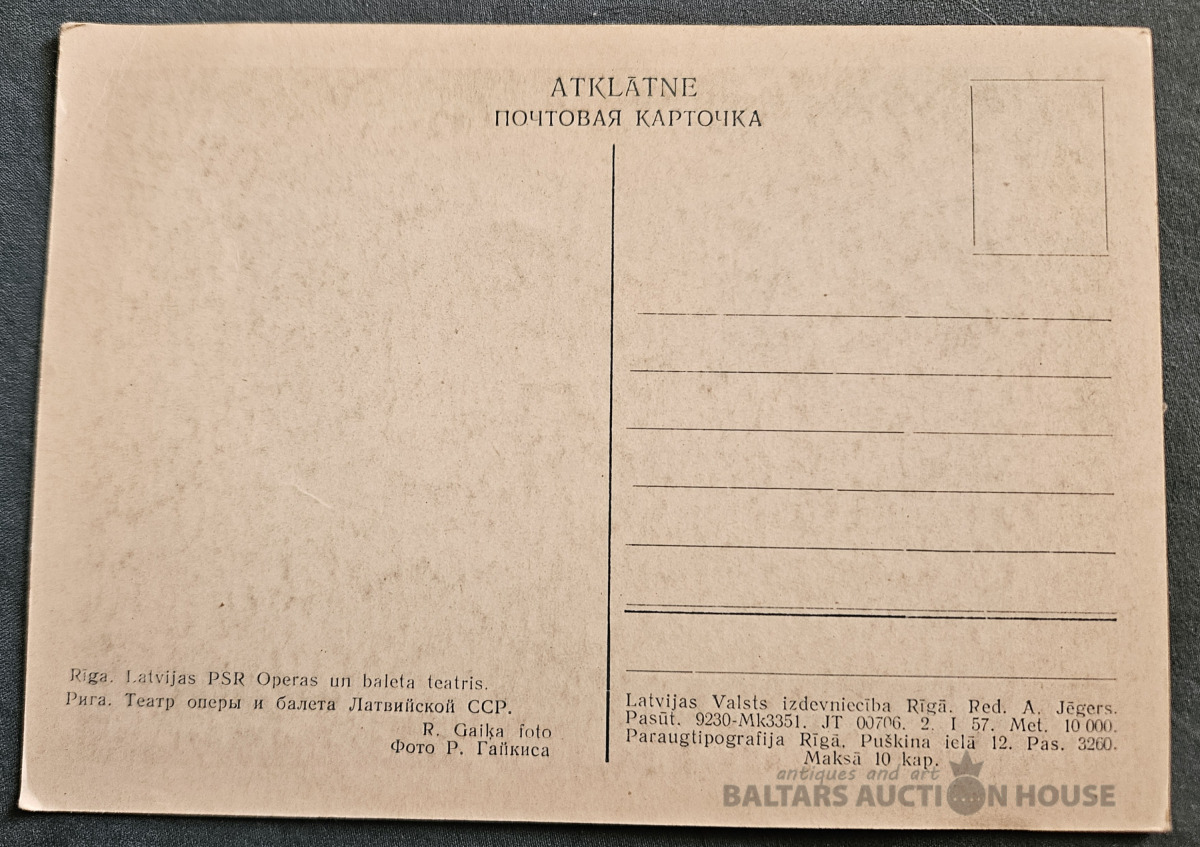 ATKLĀTNE
ПОЧТОВАЯ КАРТОЧКА
Rīga. Latvijas PSR Operas un baleta teatris.
Рига. Театр оперы и балета Латвийской ССР.
R. Gaiķa foto
Фото Р. Гайкиса
Latvijas Valsts izdevniecība Rīgā. Red. A. Jēgers.
Pasūt. 9230-Mk3351. JT 00706. 2. I 57. Met. 10 000.
Paraugtipografija Rīgā, Puškina ielā 12. Pas. 3260.
Maksā 10 kap.
antiques and art
BALTARS AUCTION HOUSE